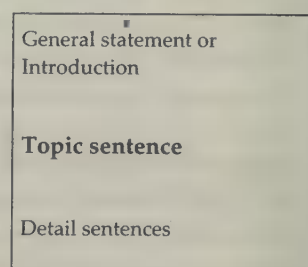 General statement or
Introduction
Topic sentence
Detail sentences